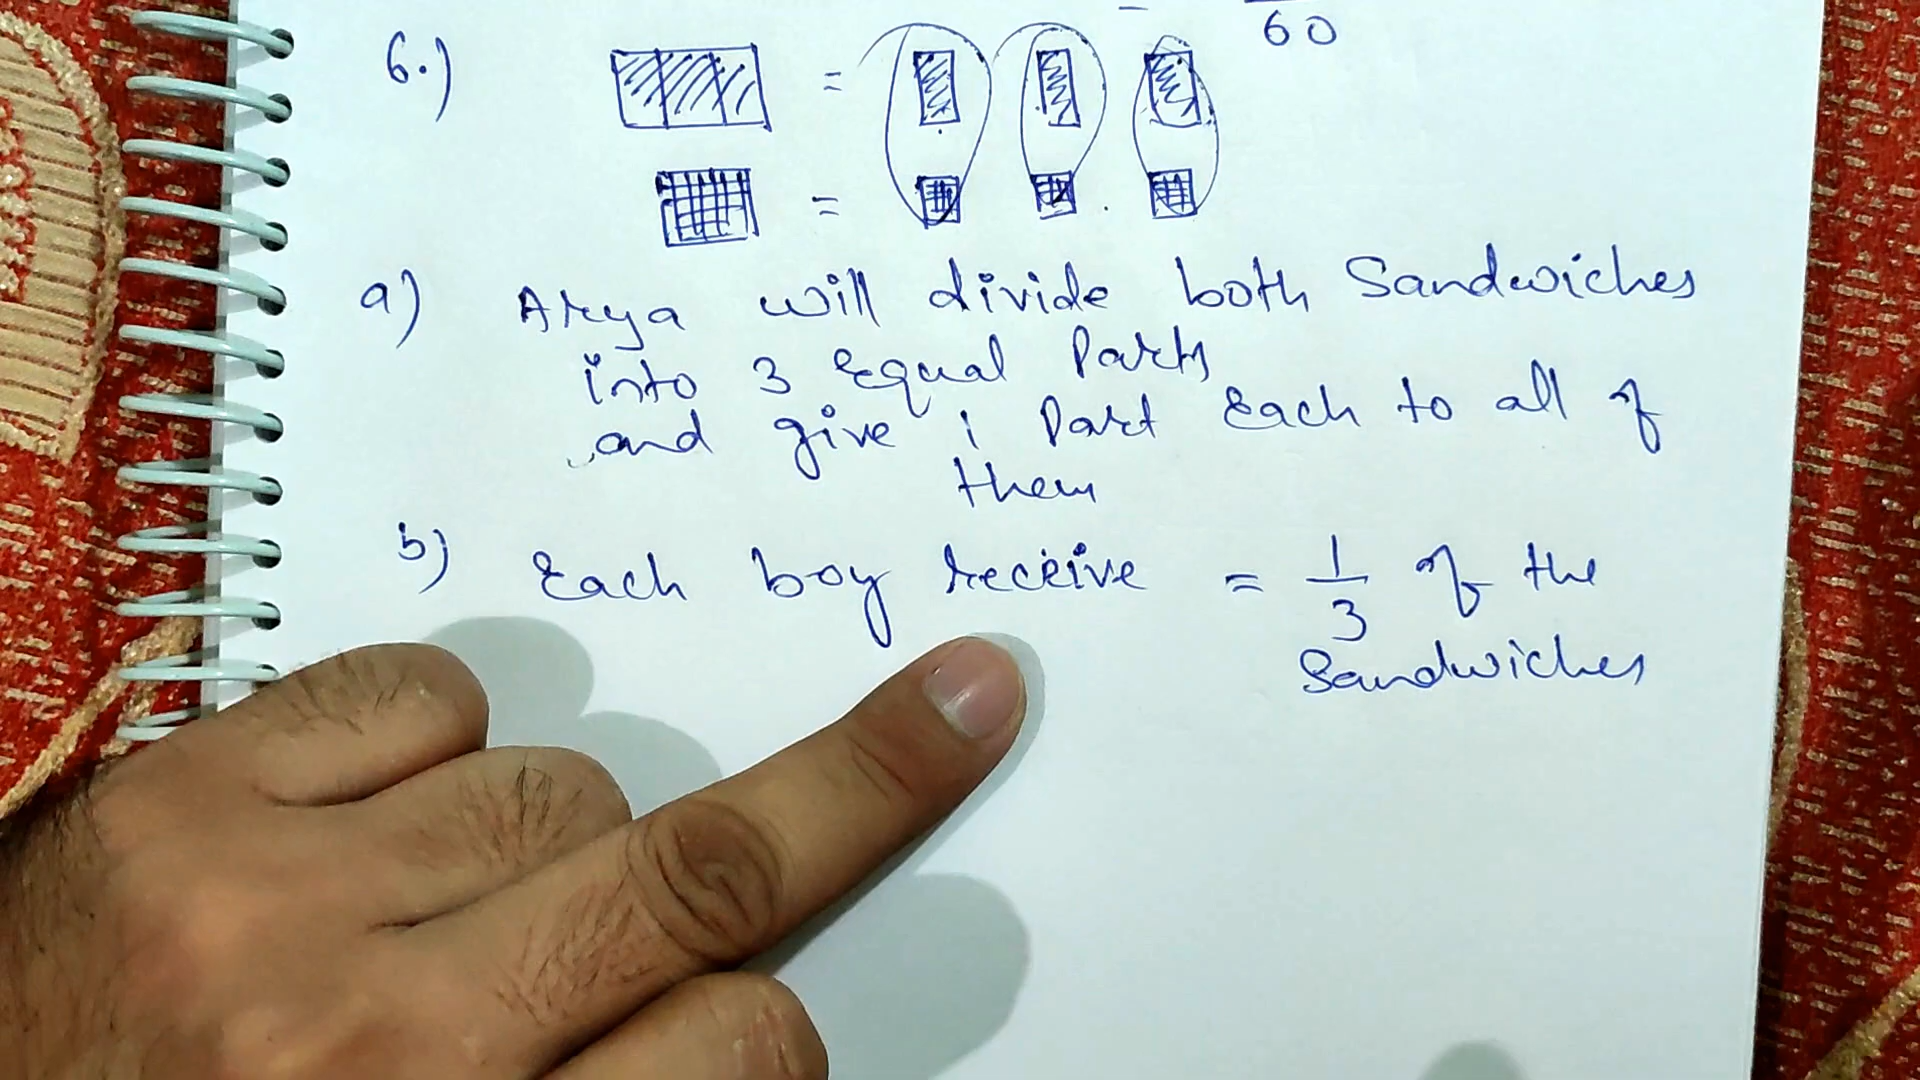 60
6.)
=
=
a) Arya will divide both Sandwiches
into 3 Equal Parts
and give 1 Part Each to all of
them
b) Each boy receive = 1/3 of the
Sandwiches